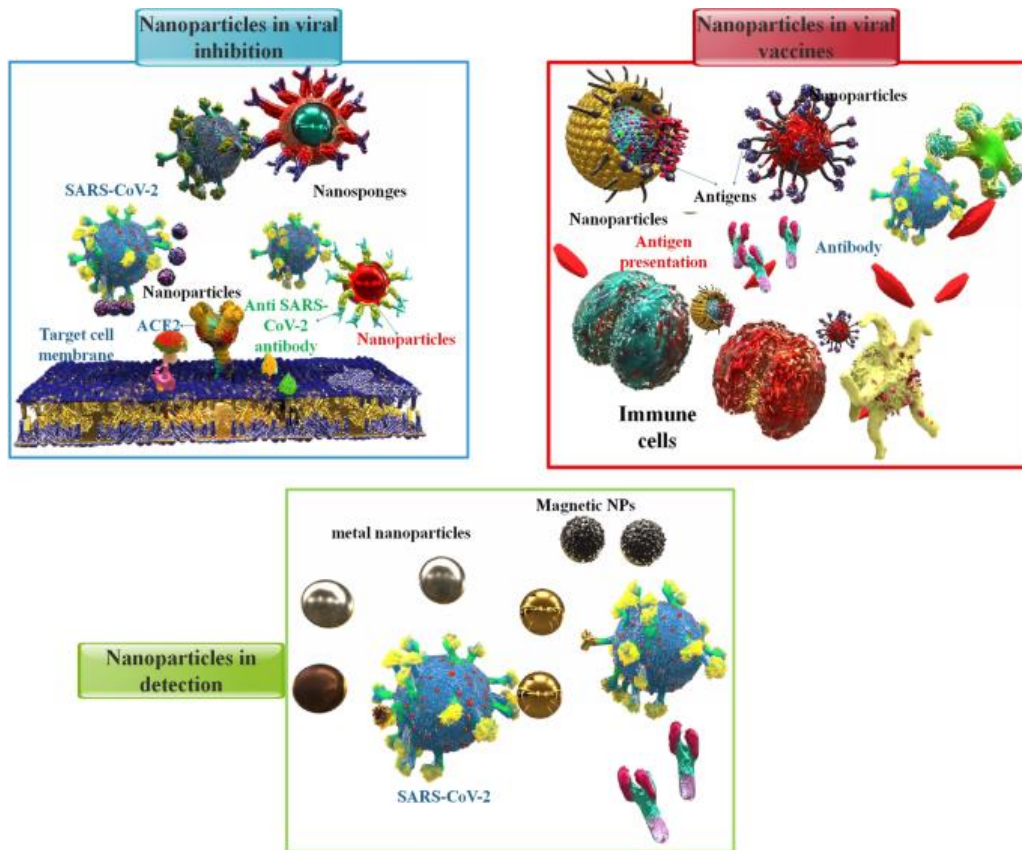 Nanoparticles in viral
inhibition
SARS-CoV-2
Nanosponges
Nanoparticles
ACE2
Target cell
membrane
Anti SARS-
CoV-2
antibody
Nanoparticles
Nanoparticles in viral
vaccines
Nanoparticles
Antigens
Nanoparticles
Antigen
presentation
Antibody
Immune
cells
Nanoparticles in
detection
metal nanoparticles
Magnetic NPs
SARS-CoV-2